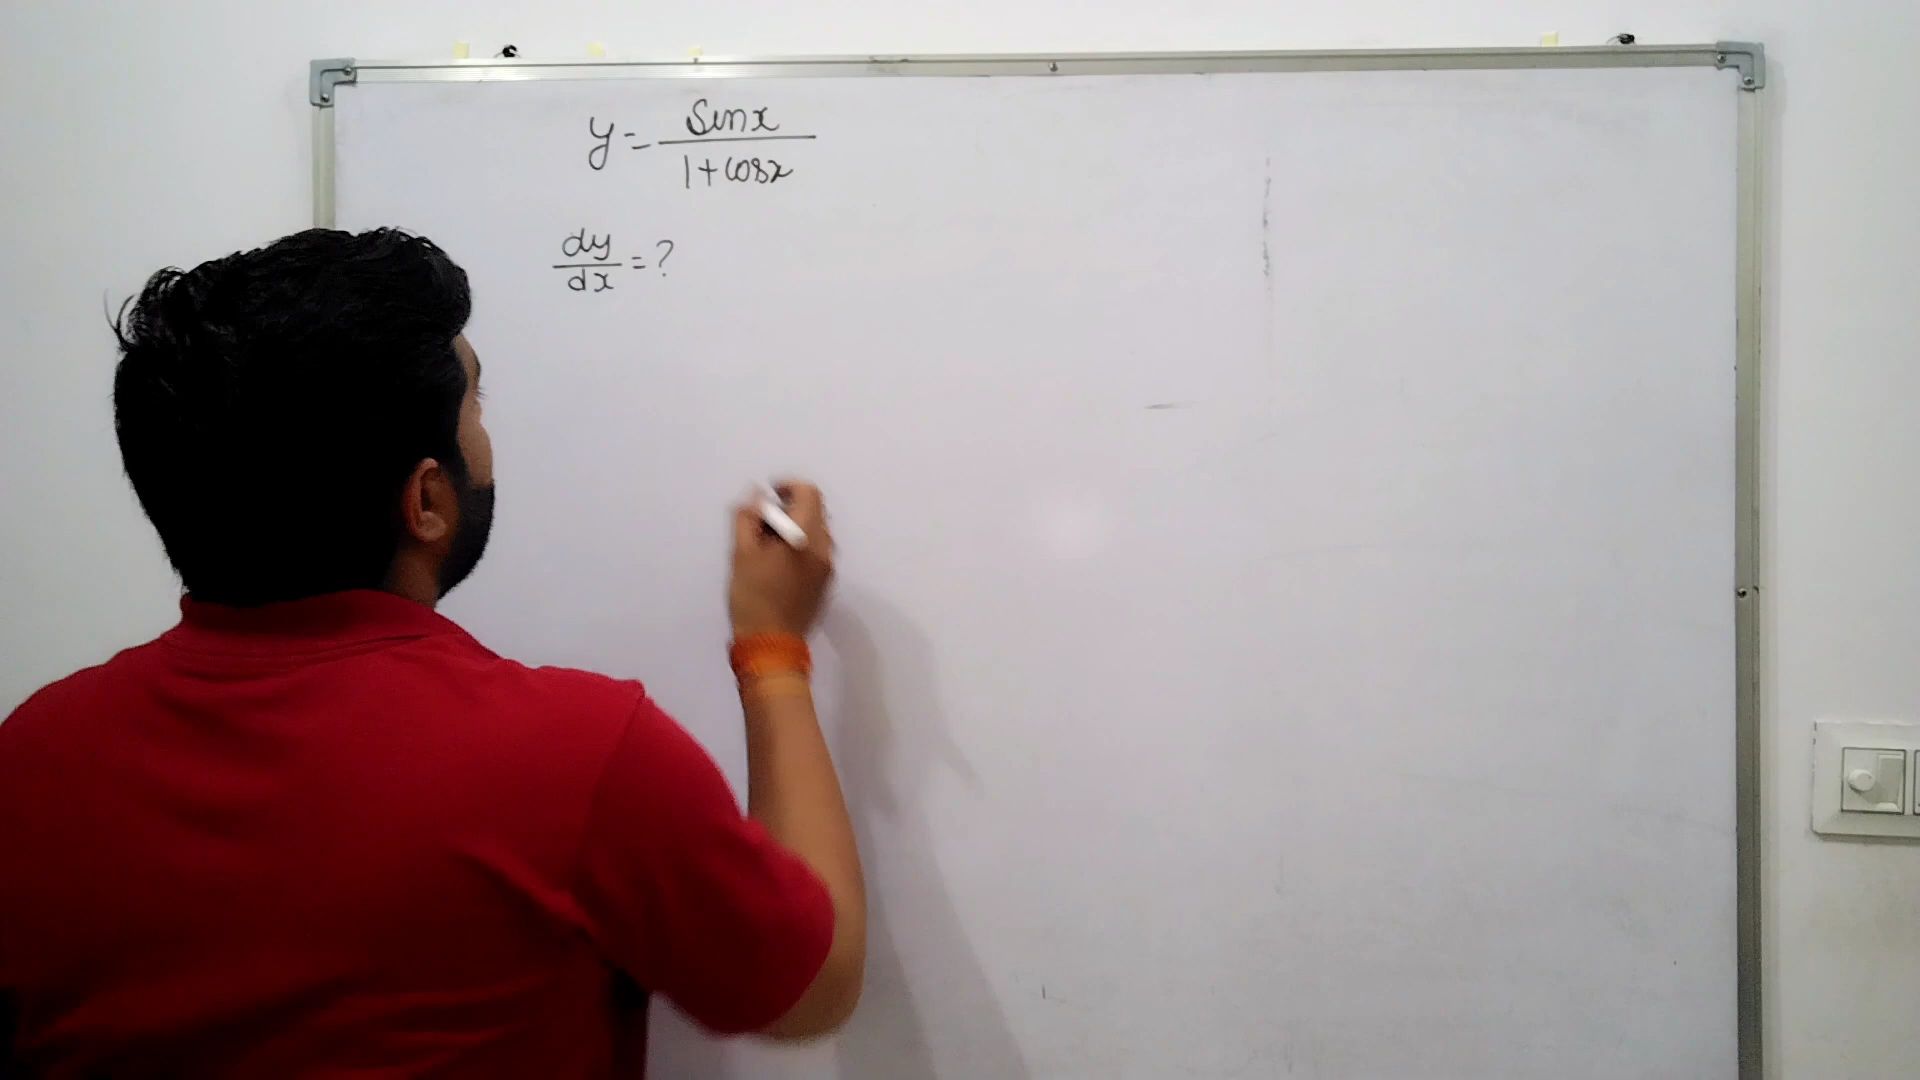 y = sinx / 1+cosx
dy/dx = ?